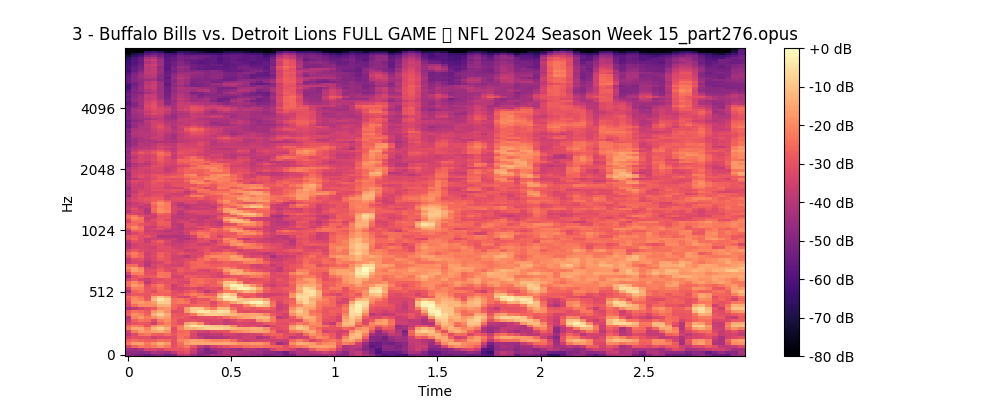 3 - Buffalo Bills vs. Detroit Lions FULL GAME ▯ NFL 2024 Season Week 15_part276.opus
+0 dB
4096
-10 dB
-20 dB
2048
-30 dB
Hz
-40 dB
1024
-50 dB
512
-60 dB
-70 dB
0
-80 dB
0 0.5 1 1.5 2 2.5
Time